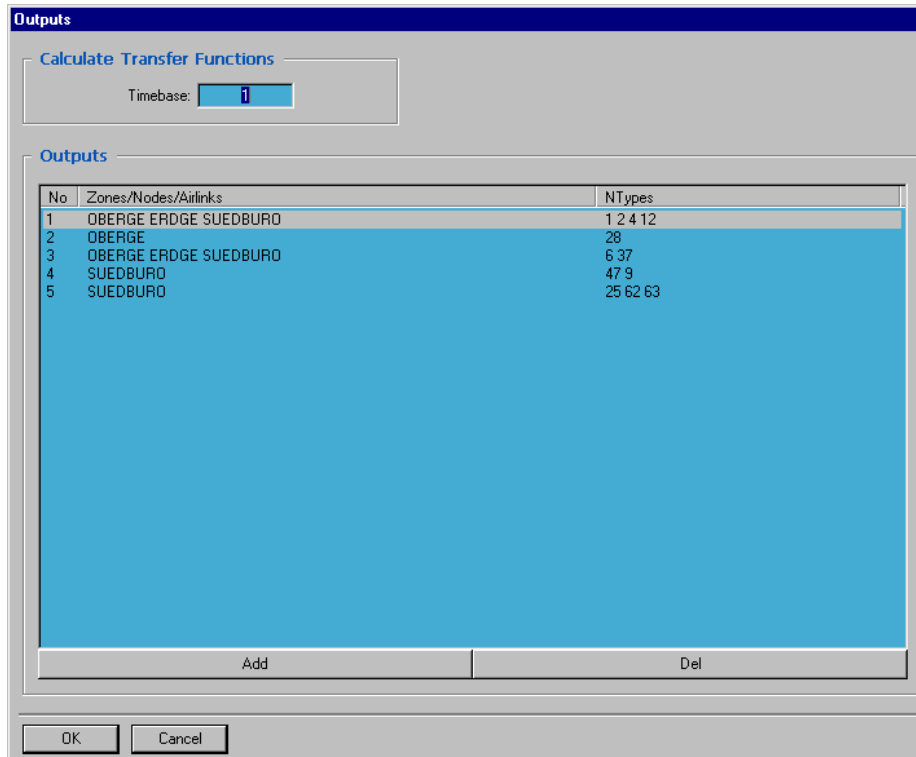 Outputs
Calculate Transfer Functions
Timebase: 1
Outputs
No Zones/Nodes/Airlinks NTypes
1 OBERGE ERDGE SUEDBURO 1 2 4 12
2 OBERGE 28
3 OBERGE ERDGE SUEDBURO 6 37
4 SUEDBURO 47 9
5 SUEDBURO 25 62 63
Add Del
OK Cancel